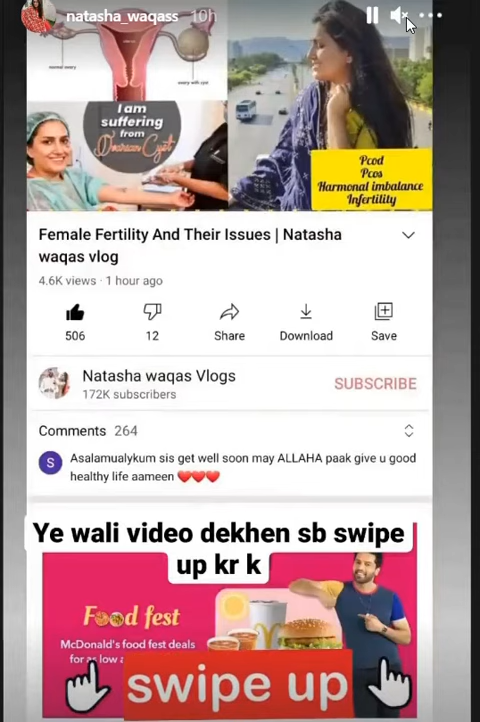 natasha_waqass 10h
normal ovary
ovary with cyst
I am
suffering
from
Ovarian Cyst
Pcod
Pcos
Harmonal imbalance
Infertility
Female Fertility And Their Issues | Natasha
waqas vlog
4.6K views · 1 hour ago
506
12
Share
Download
Save
Natasha waqas Vlogs
172K subscribers
SUBSCRIBE
Comments 264
S
Asalamualykum sis get well soon may ALLAHA paak give u good
healthy life aameen ❤️❤️❤️
Ye wali video dekhen sb swipe
up kr k
Food fest
McDonald's food fest deals
for as low a
swipe up